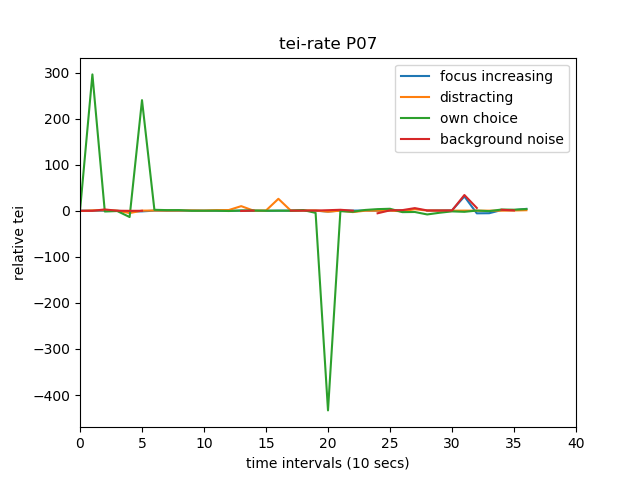 tei-rate P07
focus increasing
distracting
own choice
background noise
300
200
100
0
−100
−200
−300
−400
relative tei
0 5 10 15 20 25 30 35 40
time intervals (10 secs)